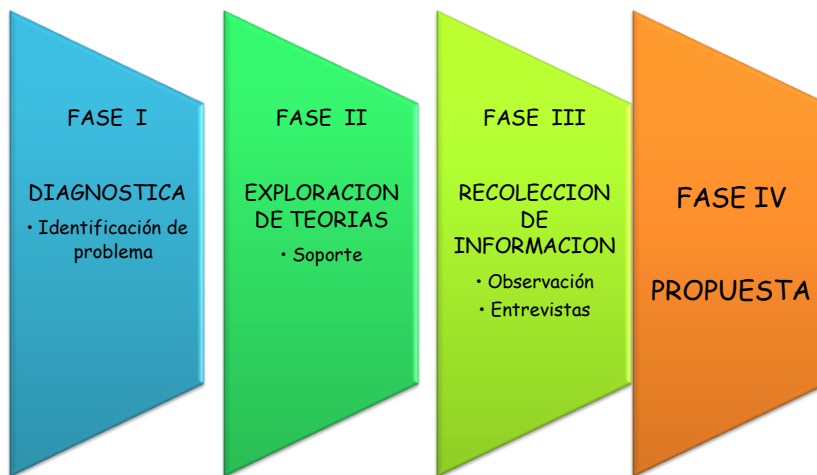 FASE I
DIAGNOSTICA
• Identificación de
problema
FASE II
EXPLORACION
DE TEORIAS
• Soporte
FASE III
RECOLECCION
DE
INFORMACION
• Observación
• Entrevistas
FASE IV
PROPUESTA